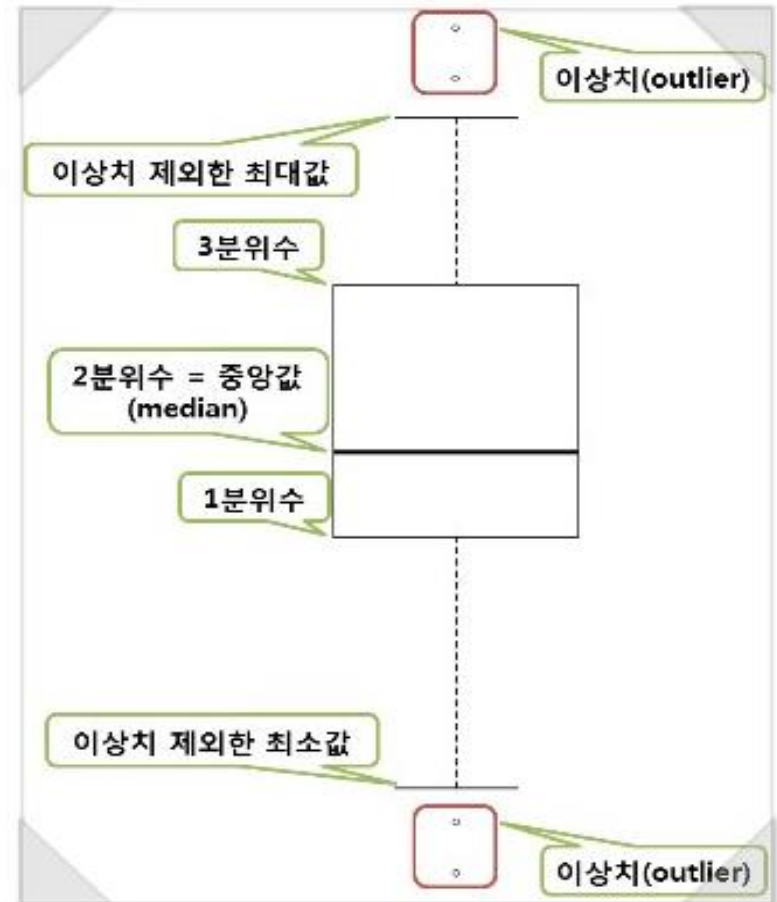 이상치(outlier)
이상치 제외한 최대값
3분위수
2분위수 = 중앙값
(median)
1분위수
이상치 제외한 최소값
이상치(outlier)